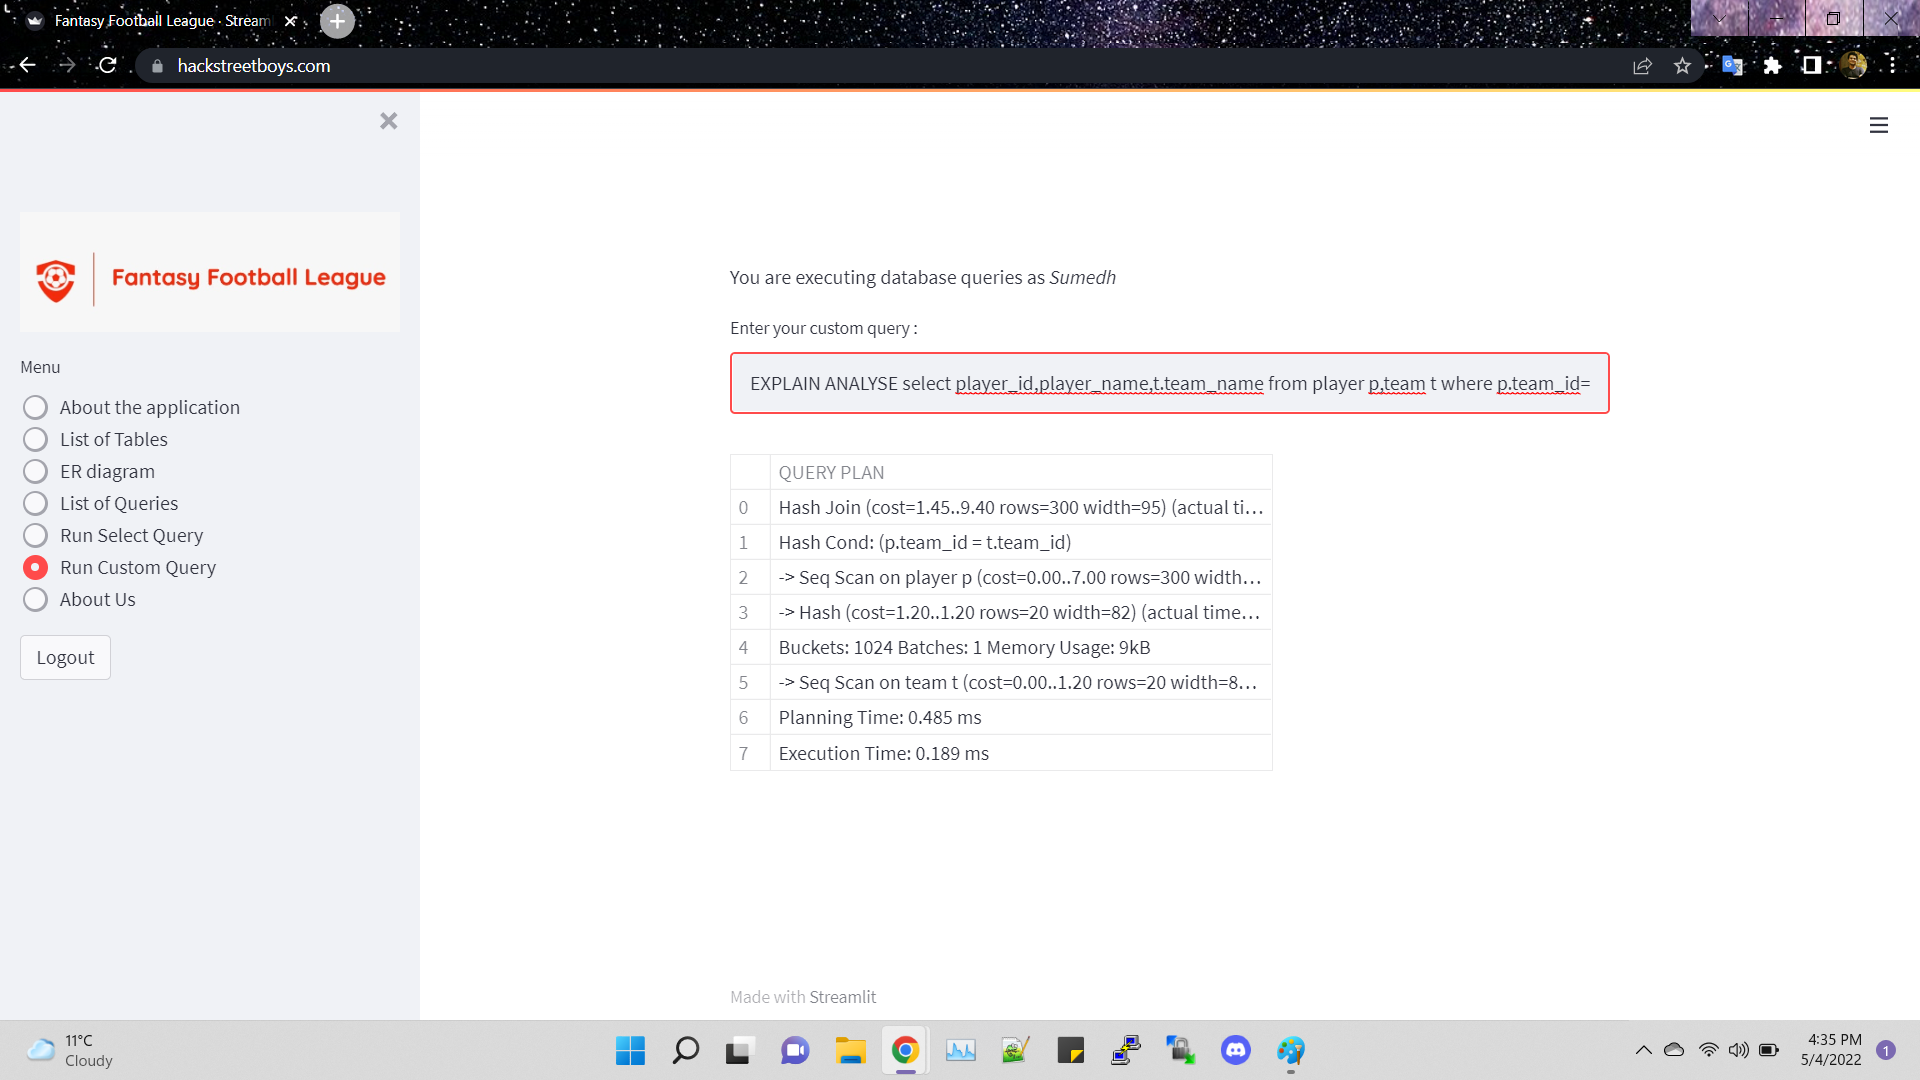 Fantasy Football League · Stream
hackstreetboys.com
Fantasy Football League
Menu
About the application
List of Tables
ER diagram
List of Queries
Run Select Query
Run Custom Query
About Us
Logout
You are executing database queries as Sumedh
Enter your custom query :
EXPLAIN ANALYSE select player_id,player_name,t.team_name from player p,team t where p.team_id=
QUERY PLAN
0 Hash Join (cost=1.45..9.40 rows=300 width=95) (actual ti...
1 Hash Cond: (p.team_id = t.team_id)
2 -> Seq Scan on player p (cost=0.00..7.00 rows=300 width...
3 -> Hash (cost=1.20..1.20 rows=20 width=82) (actual time...
4 Buckets: 1024 Batches: 1 Memory Usage: 9kB
5 -> Seq Scan on team t (cost=0.00..1.20 rows=20 width=8...
6 Planning Time: 0.485 ms
7 Execution Time: 0.189 ms
Made with Streamlit
11°C
Cloudy
4:35 PM
5/4/2022
1